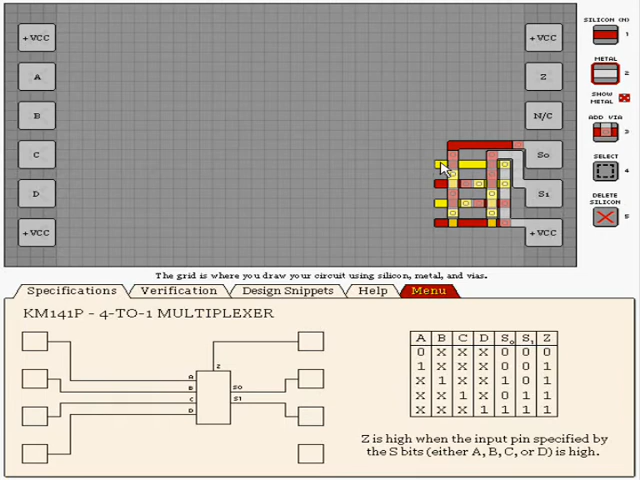 +VCC
A
B
C
D
+VCC
+VCC
Z
N/C
S0
S1
+VCC
SILICON (N)
1
METAL
2
SHOW
METAL
ADD VIA
3
SELECT
4
DELETE
SILICON
5
The grid is where you draw your circuit using silicon, metal, and vias.
Specifications Verification Design Snippets Help Menu
KM141P - 4-TO-1 MULTIPLEXER
Z
A
B
C
D
S0
S1
A B C D S0 S1 Z
0 X X X 0 0 0
1 X X X 0 0 1
X 1 X X 1 0 1
X X 1 X 0 1 1
X X X 1 1 1 1
Z is high when the input pin specified by
the S bits (either A, B, C, or D) is high.